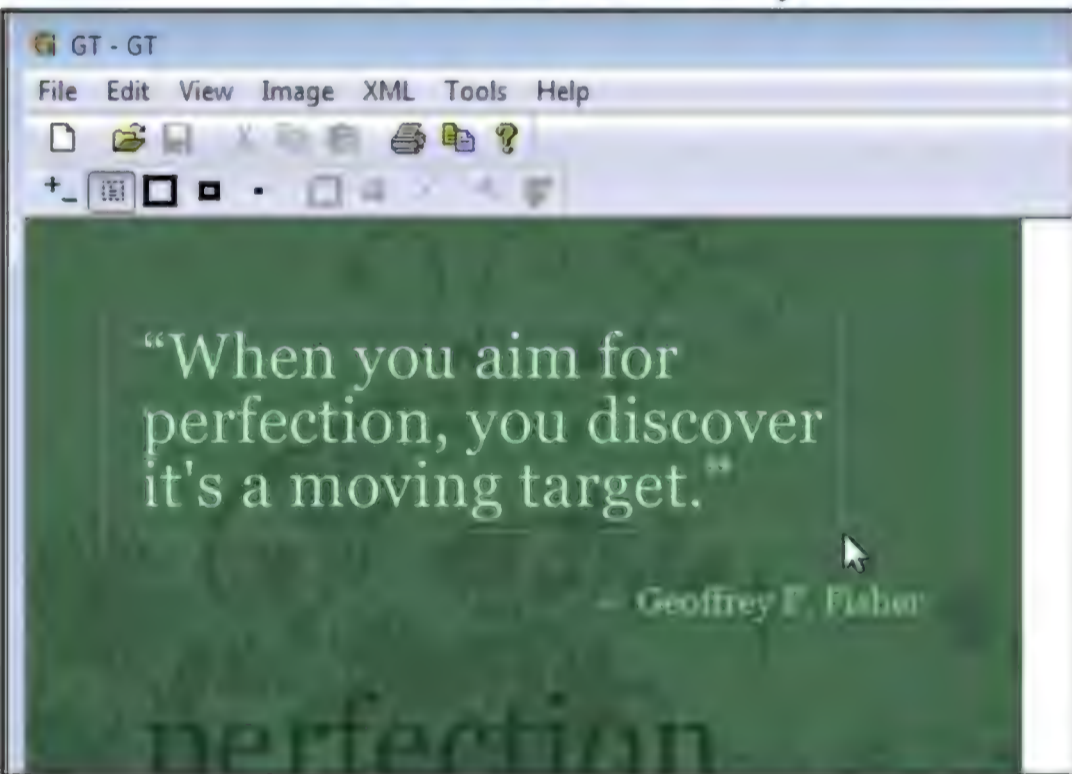 GT - GT
File Edit View Image XML Tools Help
“When you aim for
perfection, you discover
it's a moving target.”
– Geoffrey F. Fisher
perfection